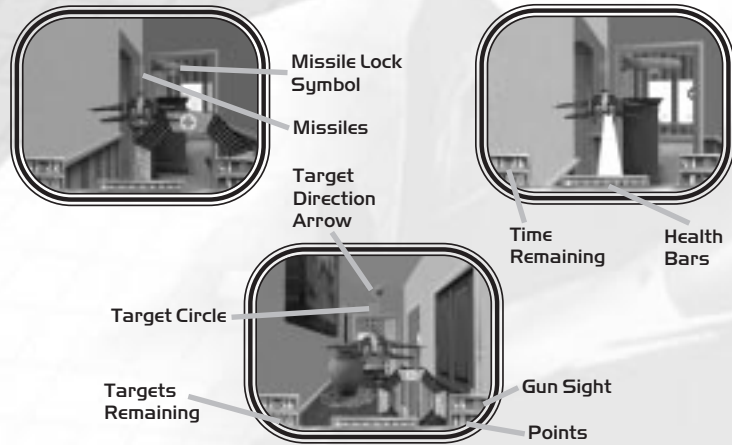 Missile Lock
Symbol
Missiles
Target
Direction
Arrow
Time
Remaining
Health
Bars
Target Circle
Targets
Remaining
Gun Sight
Points